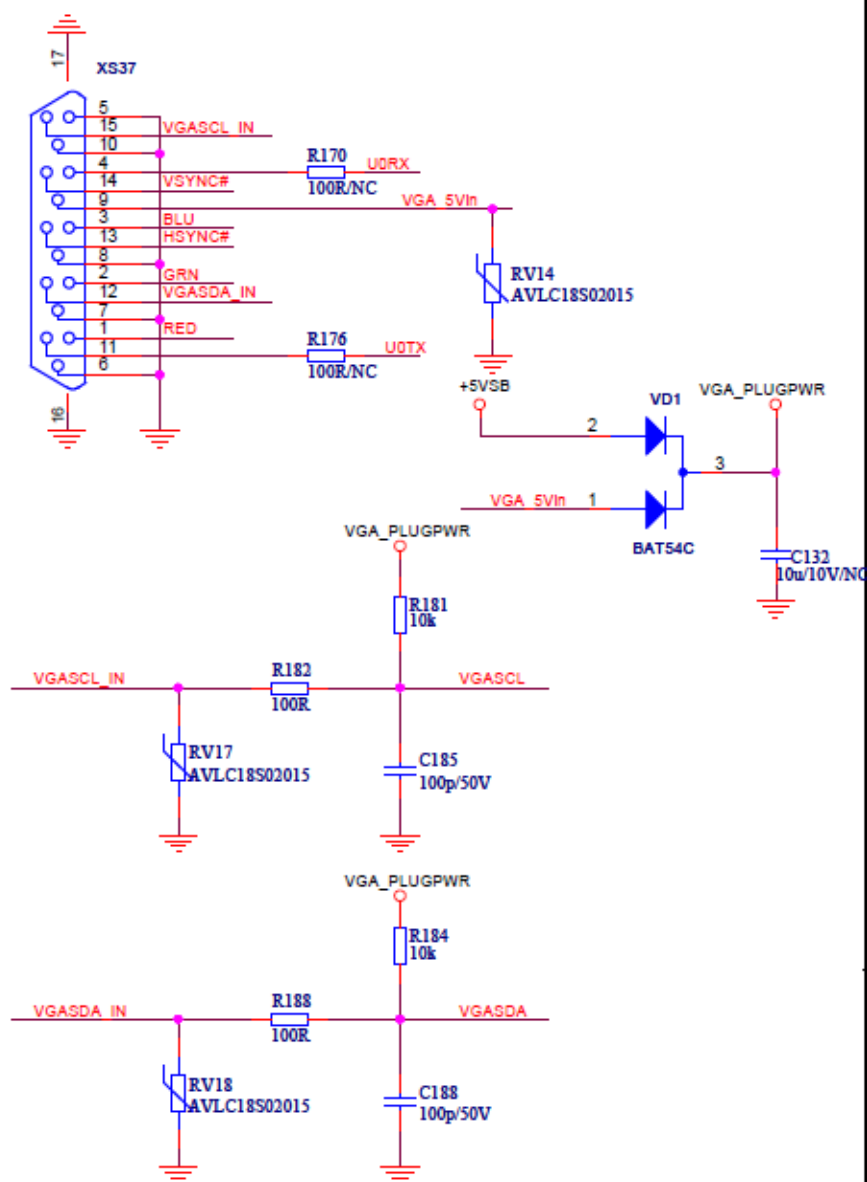 17
XS37
5
15
VGASCL_IN
10
4
R170
U0RX
100R/NC
14
VSYNC#
9
VGA_5VIn
3
BLU
13
HSYNC#
8
2
GRN
12
VGASDA_IN
7
1
RED
11
R176
U0TX
100R/NC
6
16
RV14
AVLC18S02015
+5VSB
VD1
VGA_PLUGPWR
2
3
VGA_5VIn
1
BAT54C
C132
10u/10V/NC
VGA_PLUGPWR
R181
10k
VGASCL_IN
R182
100R
VGASCL
RV17
AVLC18S02015
C185
100p/50V
VGA_PLUGPWR
R184
10k
VGASDA_IN
R188
100R
VGASDA
RV18
AVLC18S02015
C188
100p/50V